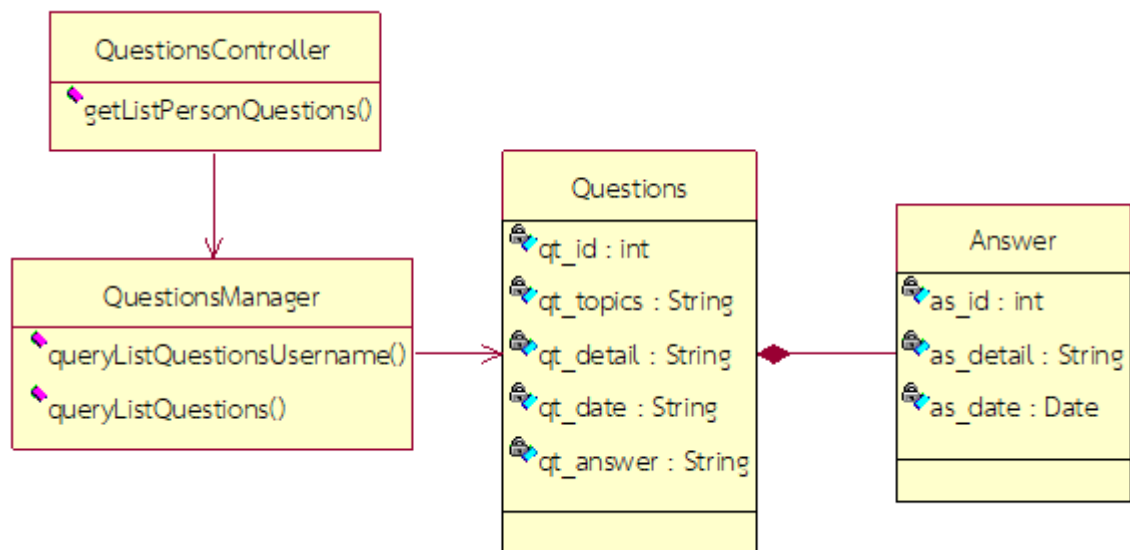 QuestionsController
getListPersonQuestions()
QuestionsManager
queryListQuestionsUsername()
queryListQuestions()
Questions
qt_id : int
qt_topics : String
qt_detail : String
qt_date : String
qt_answer : String
Answer
as_id : int
as_detail : String
as_date : Date